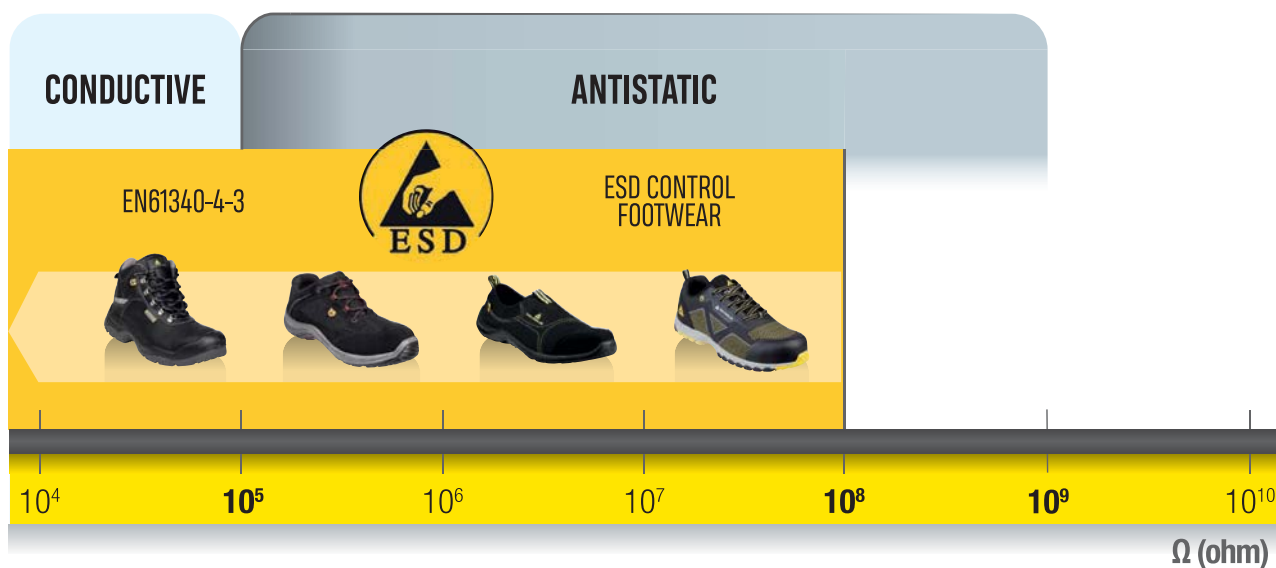 CONDUCTIVE
ANTISTATIC
EN61340-4-3
ESD
ESD CONTROL
FOOTWEAR
10⁴ 10⁵ 10⁶ 10⁷ 10⁸ 10⁹ 10¹⁰
Ω (ohm)